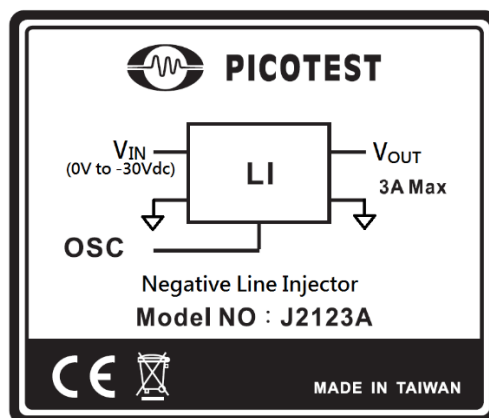 PICOTEST
VIN
(0V to -30Vdc)
LI
VOUT
3A Max
OSC
Negative Line Injector
Model NO : J2123A
CE
MADE IN TAIWAN